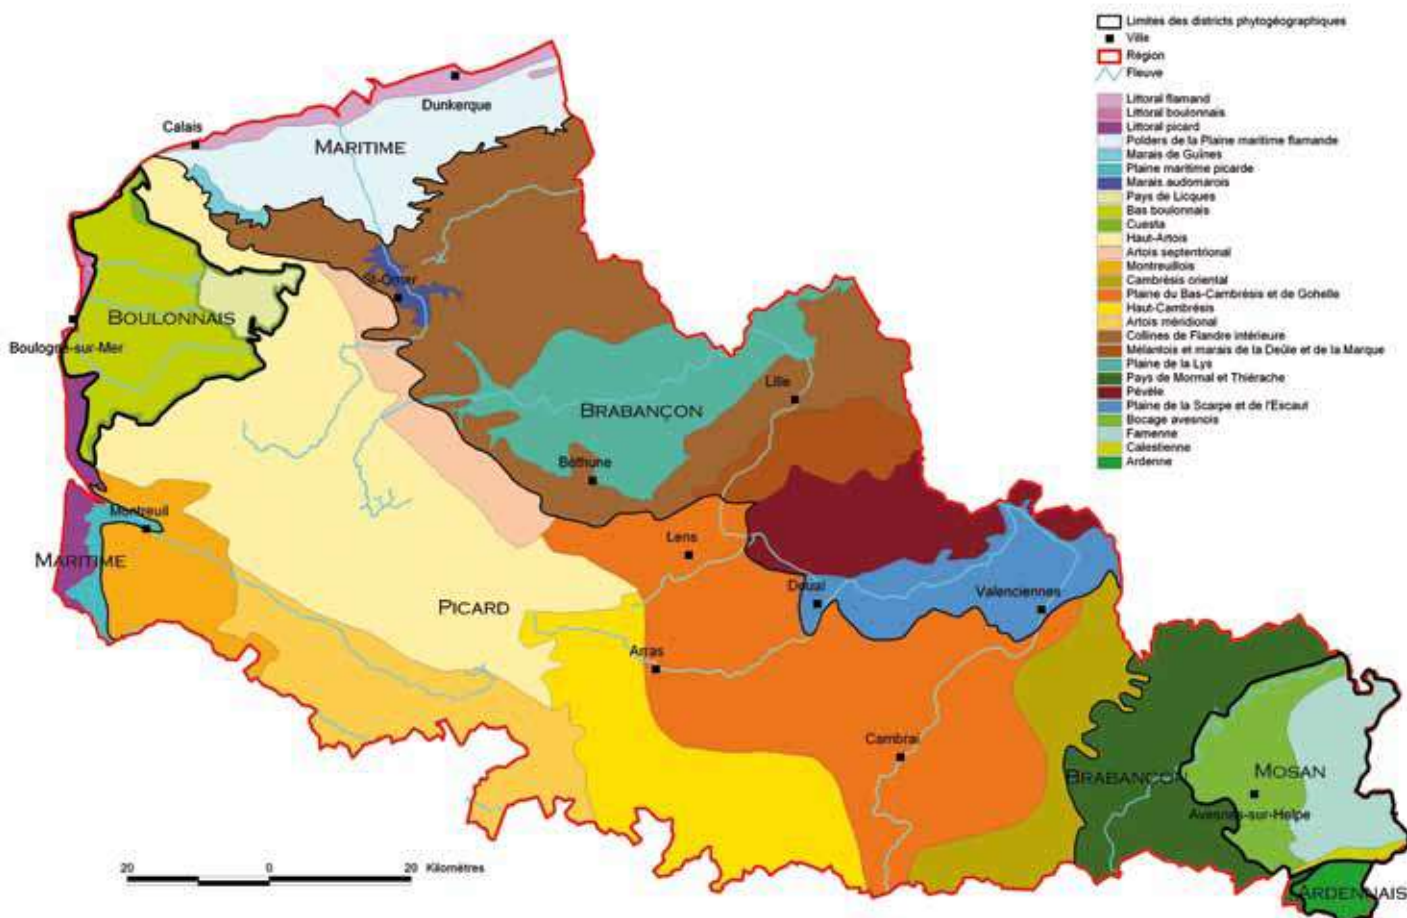 Limites des districts phytogéographiques
Ville
Région
Fleuve
Littoral flamand
Littoral boulonnais
Littoral picard
Polders de la Plaine maritime flamande
Marais de Guînes
Plaine maritime picarde
Marais audomarois
Pays de Licques
Bas boulonnais
Cuesta
Haut-Artois
Artois septentrional
Montreuillois
Cambrésis oriental
Plaine du Bas-Cambrésis et de Gohelle
Haut-Cambrésis
Artois méridional
Collines de Flandre intérieure
Mélantois et marais de la Deûle et de la Marque
Plaine de la Lys
Pays de Mormal et Thiérache
Pévèle
Plaine de la Scarpe et de l'Escaut
Bocage avesnois
Famenne
Calestienne
Ardenne
Dunkerque
Calais
MARITIME
St-Omer
BOULONNAIS
Boulogne-sur-Mer
Lille
BRABANÇON
Béthune
Montreuil
Lens
MARITIME
Douai
Valenciennes
PICARD
Arras
Cambrai
BRABANÇON
MOSAN
Avesnes-sur-Helpe
20 0 20 Kilomètres
ARDENNAIS